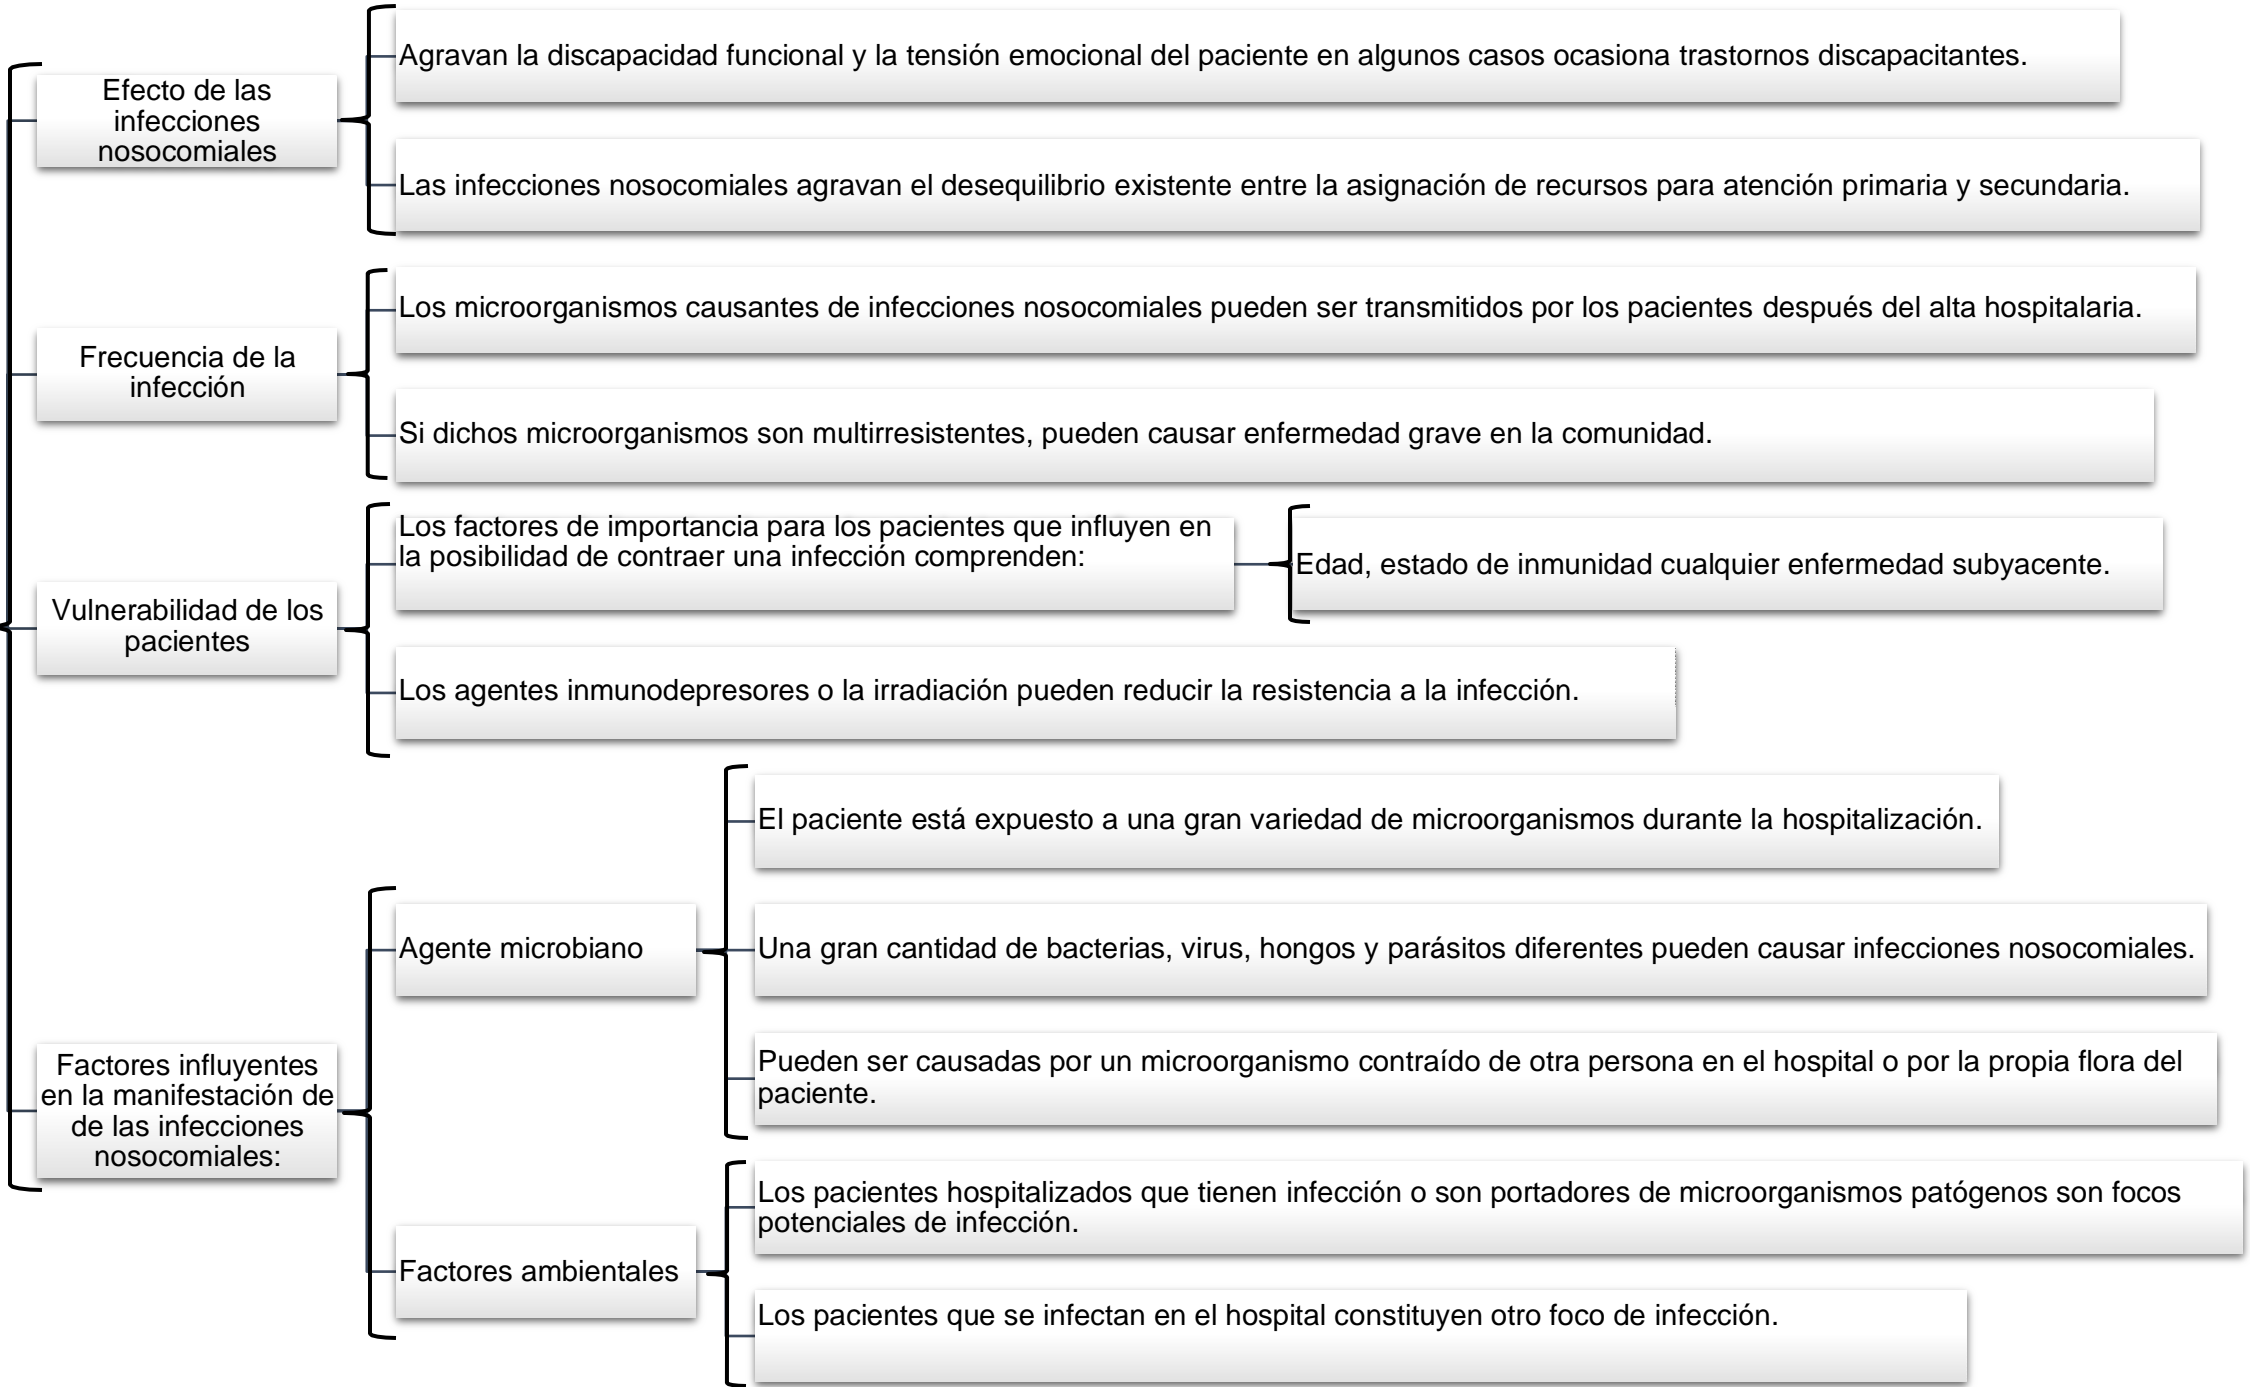 Efecto de las
infecciones
nosocomiales
Agravan la discapacidad funcional y la tensión emocional del paciente en algunos casos ocasiona trastornos discapacitantes.
Las infecciones nosocomiales agravan el desequilibrio existente entre la asignación de recursos para atención primaria y secundaria.
Frecuencia de la
infección
Los microorganismos causantes de infecciones nosocomiales pueden ser transmitidos por los pacientes después del alta hospitalaria.
Si dichos microorganismos son multirresistentes, pueden causar enfermedad grave en la comunidad.
Vulnerabilidad de los
pacientes
Los factores de importancia para los pacientes que influyen en
la posibilidad de contraer una infección comprenden:
Edad, estado de inmunidad cualquier enfermedad subyacente.
Los agentes inmunodepresores o la irradiación pueden reducir la resistencia a la infección.
Factores influyentes
en la manifestación de
de las infecciones
nosocomiales:
Agente microbiano
El paciente está expuesto a una gran variedad de microorganismos durante la hospitalización.
Una gran cantidad de bacterias, virus, hongos y parásitos diferentes pueden causar infecciones nosocomiales.
Pueden ser causadas por un microorganismo contraído de otra persona en el hospital o por la propia flora del
paciente.
Factores ambientales
Los pacientes hospitalizados que tienen infección o son portadores de microorganismos patógenos son focos
potenciales de infección.
Los pacientes que se infectan en el hospital constituyen otro foco de infección.